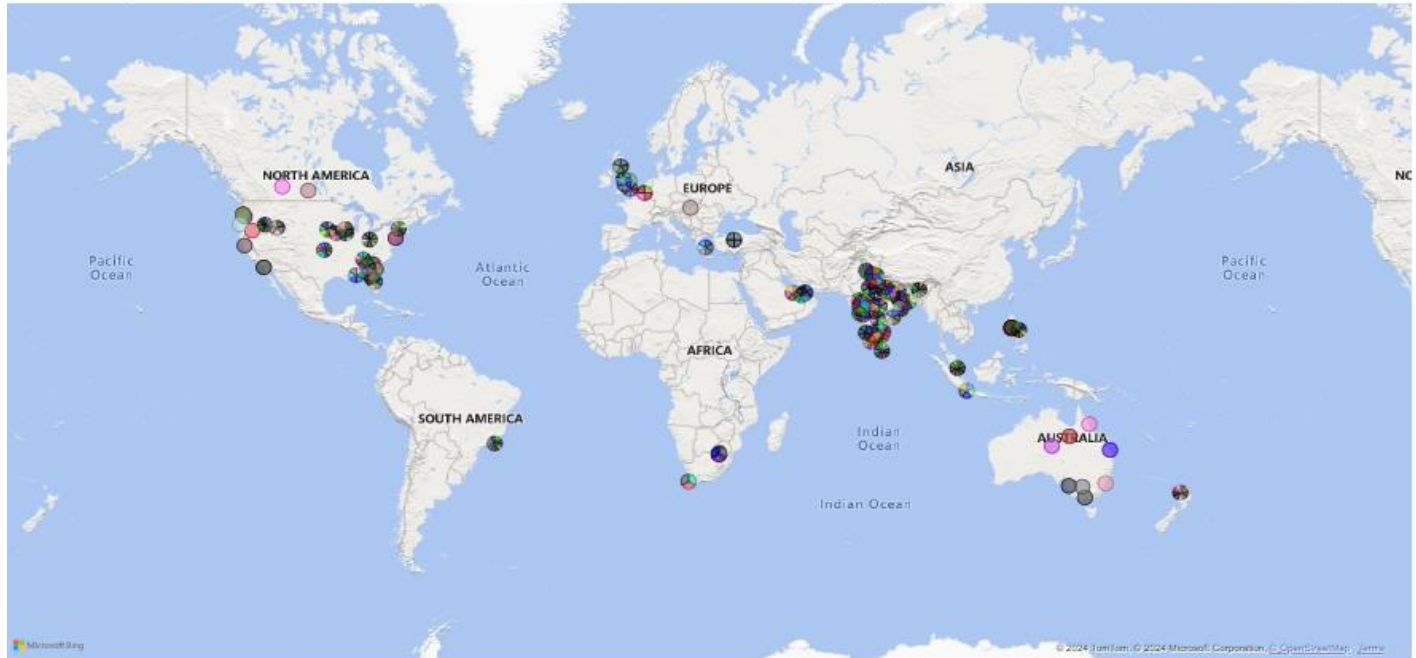 ASIA
NORTH AMERICA
EUROPE
NC
Pacific
Ocean
Atlantic
Ocean
Pacific
Ocean
AFRICA
SOUTH AMERICA
Indian
Ocean
AUSTRALIA
Indian Ocean
Microsoft Bing
© 2024 TomTom, © 2024 Microsoft Corporation, © OpenStreetMap Terms